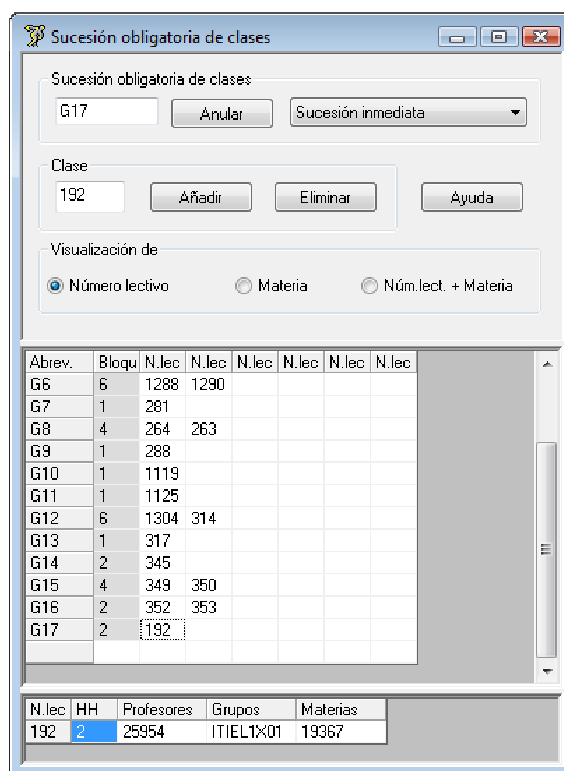 Sucesión obligatoria de clases
Sucesión obligatoria de clases
G17 Anular Sucesión inmediata
Clase
192 Añadir Eliminar Ayuda
Visualización de
Número lectivo Materia Núm.lect. + Materia
Abrev. Bloqu N.lec N.lec N.lec N.lec N.lec N.lec
G6 6 1288 1290
G7 1 281
G8 4 264 263
G9 1 288
G10 1 1119
G11 1 1125
G12 6 1304 314
G13 1 317
G14 2 345
G15 4 349 350
G16 2 352 353
G17 2 192
N.lec HH Profesores Grupos Materias
192 2 25954 ITIEL1X01 19367